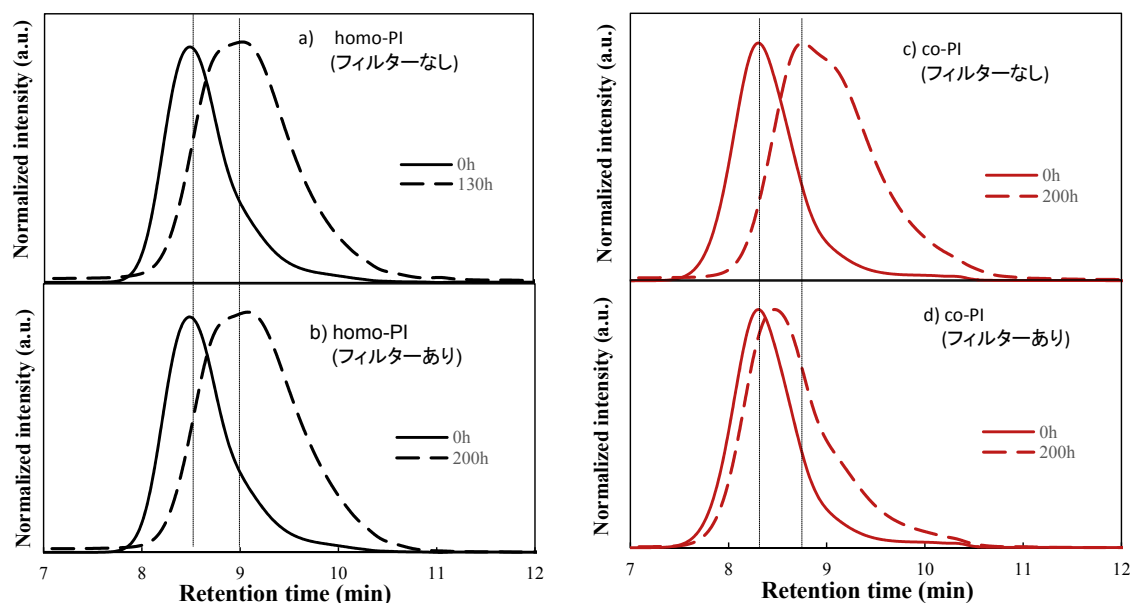 Normalized intensity (a.u.)
a) homo-PI
(フィルターなし)
0h
130h
Normalized intensity (a.u.)
b) homo-PI
(フィルターあり)
0h
200h
7 8 9 10 11 12
Retention time (min)
Normalized intensity (a.u.)
c) co-PI
(フィルターなし)
0h
200h
Normalized intensity (a.u.)
d) co-PI
(フィルターあり)
0h
200h
7 8 9 10 11 12
Retention time (min)